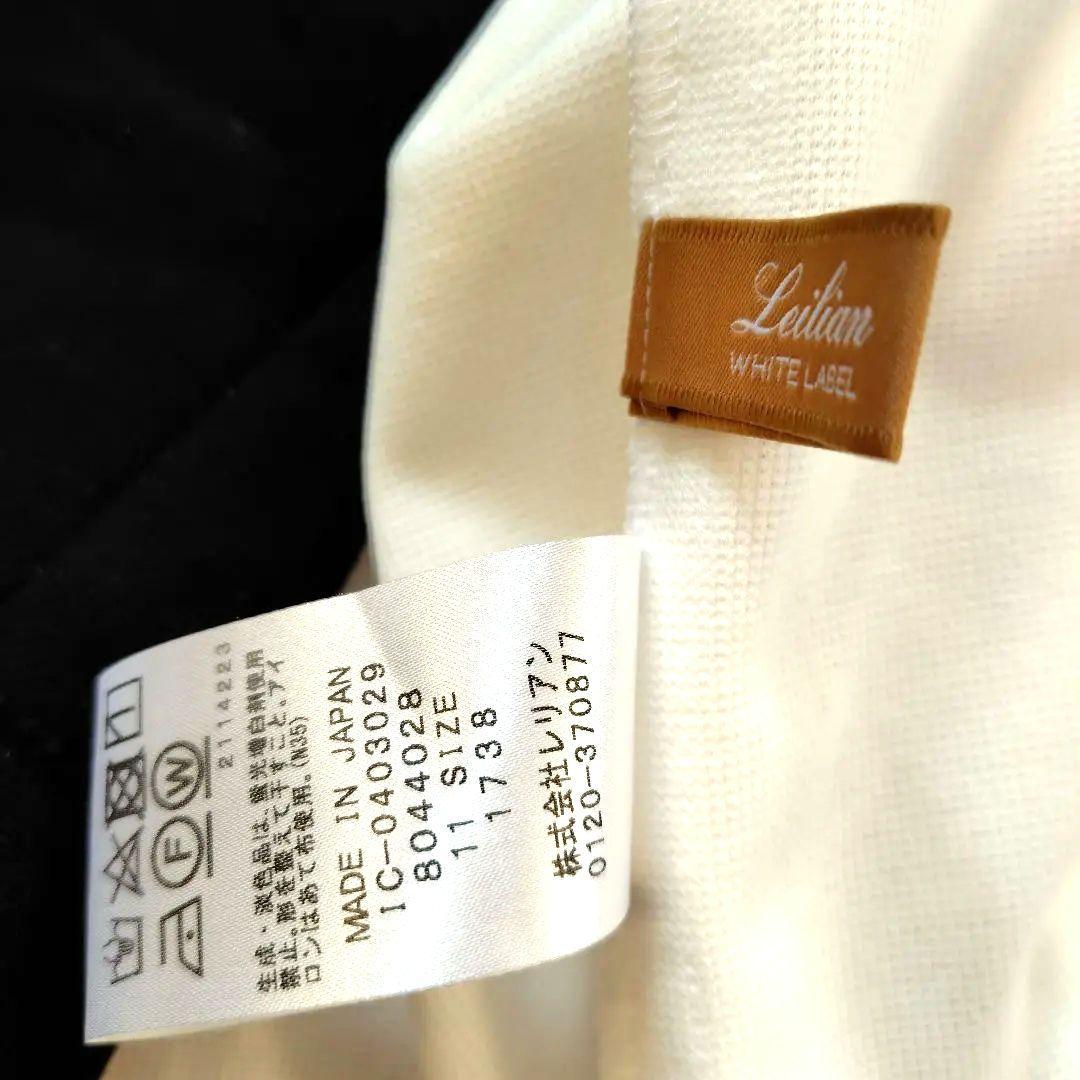 Leilian
WHITE LABEL
2114223
生成・淡色品は、蛍光増白剤使用
禁止。形を整えて干すこと。アイ
ロンはあて布使用。(N35)
MADE IN JAPAN
IC-0403029
8044028
11 SIZE
1738
株式会社レリアン
0120-370877
W
F